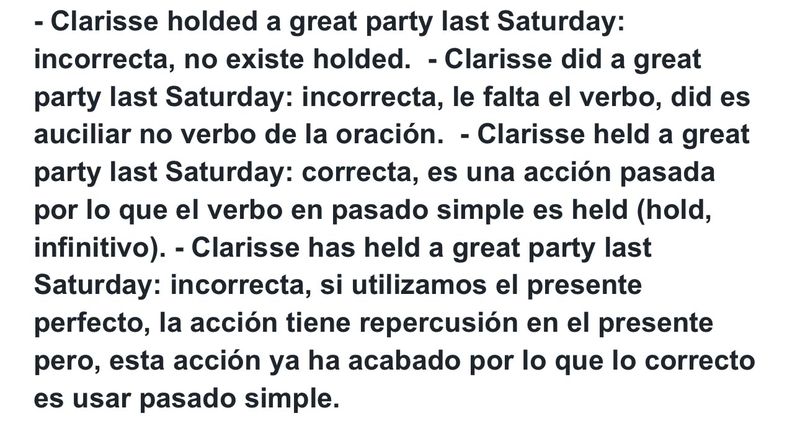 - Clarisse holded a great party last Saturday:
incorrecta, no existe holded.  - Clarisse did a great
party last Saturday: incorrecta, le falta el verbo, did es
auciliar no verbo de la oración.  - Clarisse held a great
party last Saturday: correcta, es una acción pasada
por lo que el verbo en pasado simple es held (hold,
infinitivo). - Clarisse has held a great party last
Saturday: incorrecta, si utilizamos el presente
perfecto, la acción tiene repercusión en el presente
pero, esta acción ya ha acabado por lo que lo correcto
es usar pasado simple.